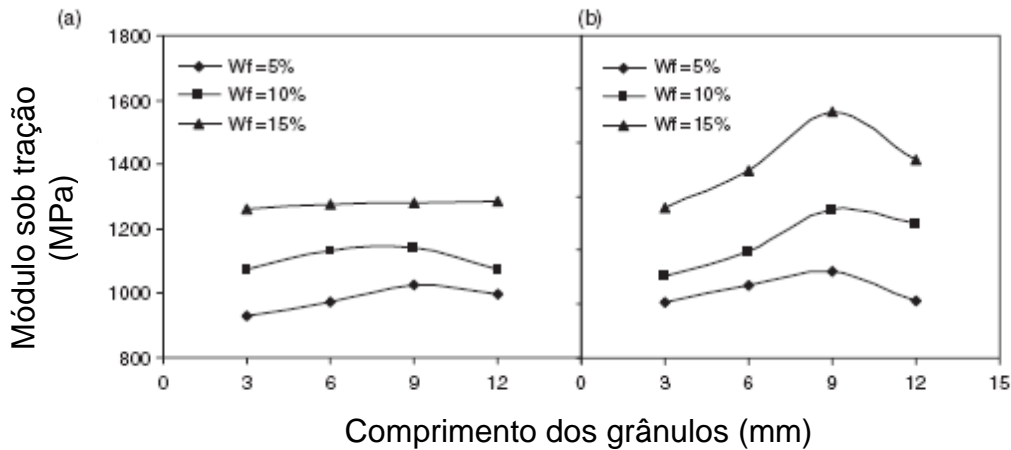 (a)
(b)
1800
1600
1400
1200
1000
800
Wf=5%
Wf=10%
Wf=15%
Wf=5%
Wf=10%
Wf=15%
0
3
6
9
12
0
3
6
9
12
15
Módulo sob tração
(MPa)
Comprimento dos grânulos (mm)